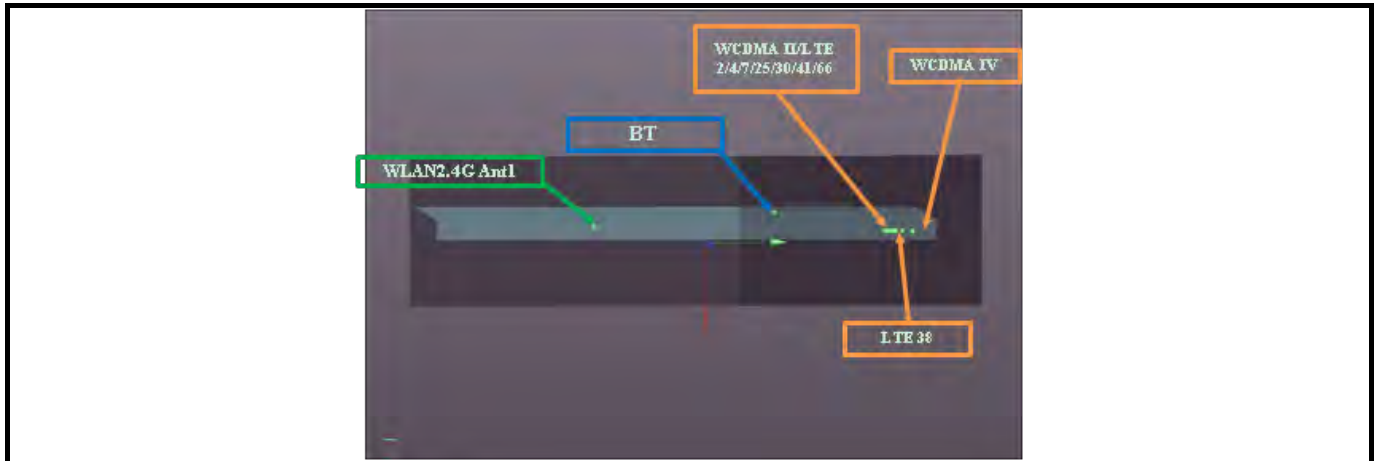 WCDMA II/LTE
2/4/7/25/30/41/66
WCDMA IV
BT
WLAN2.4G Ant1
LTE 38